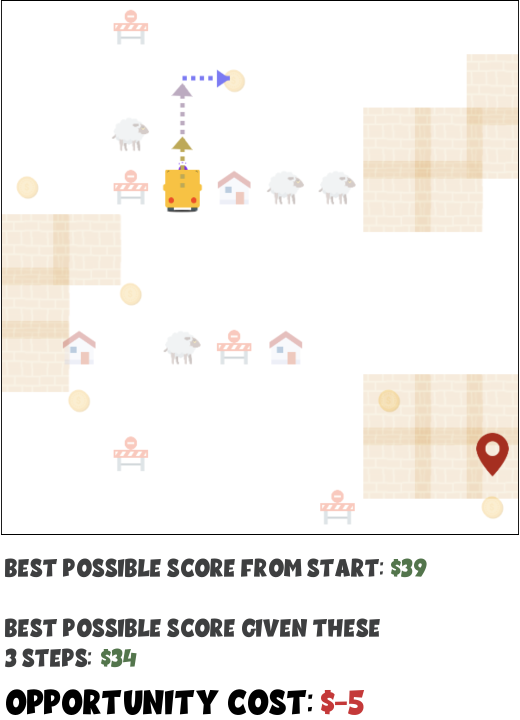 BEST POSSIBLE SCORE FROM START: $39
BEST POSSIBLE SCORE GIVEN THESE
3 STEPS: $34
OPPORTUNITY COST: $-5